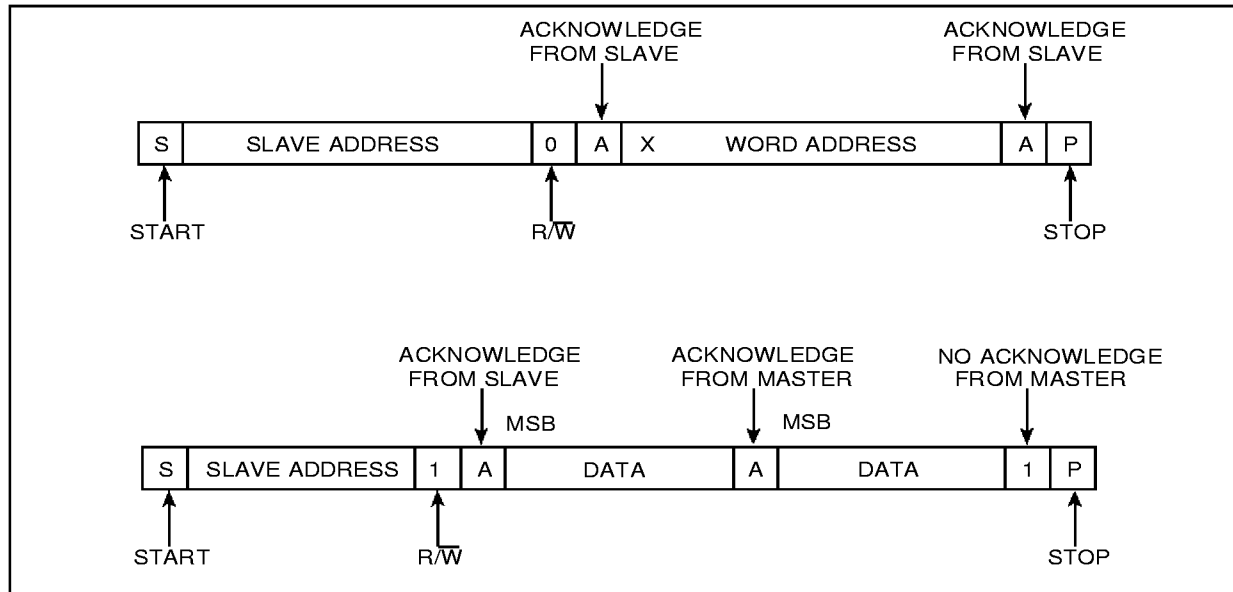 ACKNOWLEDGE
FROM SLAVE
ACKNOWLEDGE
FROM SLAVE
S SLAVE ADDRESS 0 A X WORD ADDRESS A P
START
R/W̅
STOP
ACKNOWLEDGE
FROM SLAVE
ACKNOWLEDGE
FROM MASTER
NO ACKNOWLEDGE
FROM MASTER
MSB
MSB
S SLAVE ADDRESS 1 A DATA A DATA 1 P
START
R/W̅
STOP